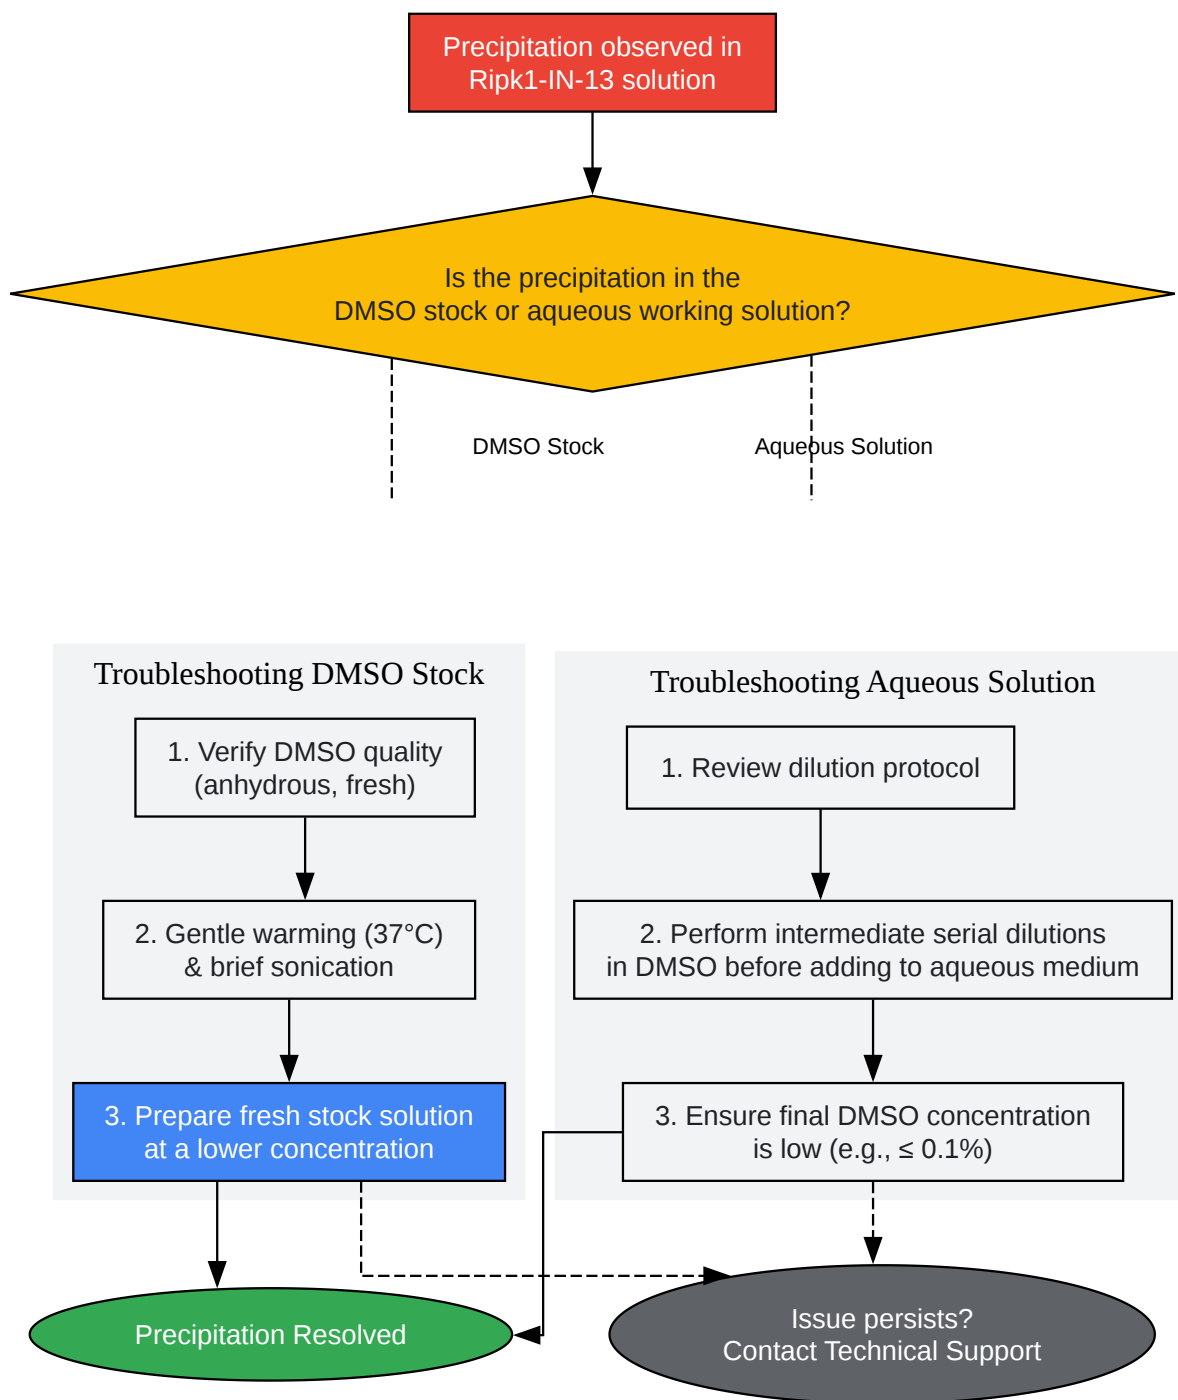 Precipitation observed in
Ripk1-IN-13 solution
Is the precipitation in the
DMSO stock or aqueous working solution?
DMSO Stock
Aqueous Solution
Troubleshooting DMSO Stock
1. Verify DMSO quality
(anhydrous, fresh)
2. Gentle warming (37°C)
& brief sonication
3. Prepare fresh stock solution
at a lower concentration
Troubleshooting Aqueous Solution
1. Review dilution protocol
2. Perform intermediate serial dilutions
in DMSO before adding to aqueous medium
3. Ensure final DMSO concentration
is low (e.g., ≤ 0.1%)
Precipitation Resolved
Issue persists?
Contact Technical Support